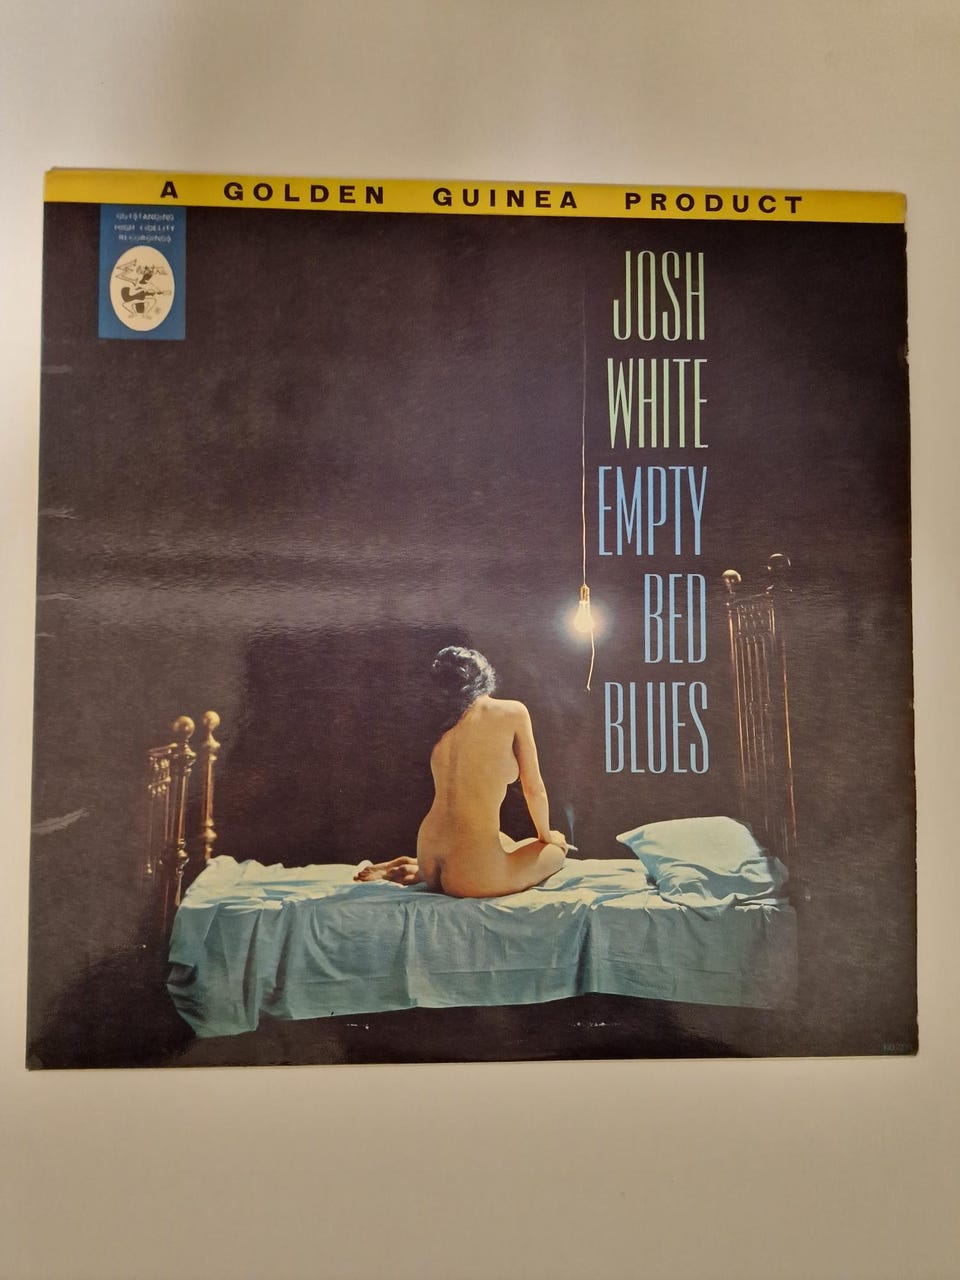 A GOLDEN GUINEA PRODUCT
OUTSTANDING
HIGH FIDELITY
RECORDINGS
JOSH
WHITE
EMPTY
BED
BLUES